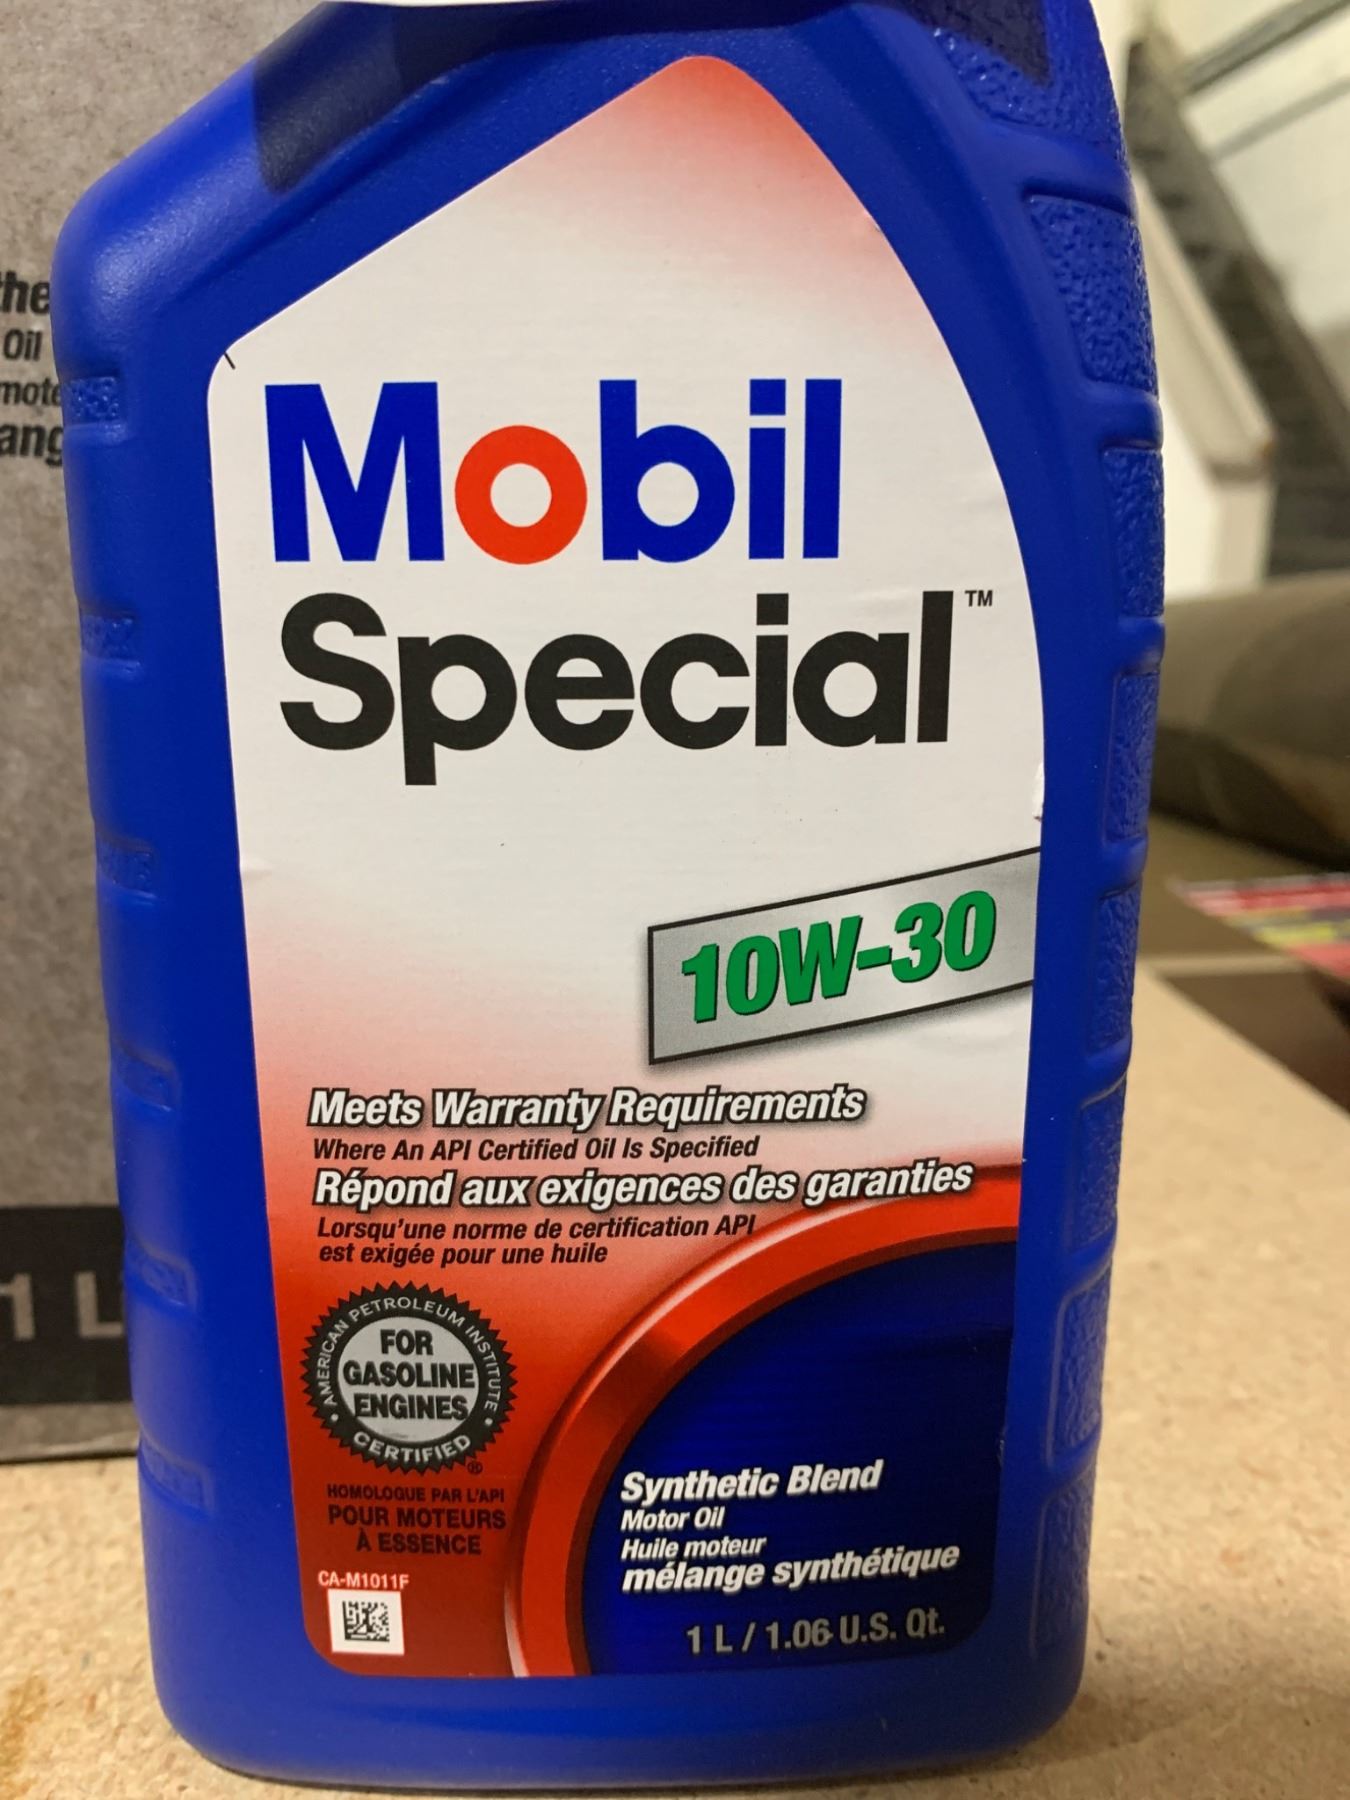 the
Oil
Mobil
Special™
10W-30
Meets Warranty Requirements
Where An API Certified Oil Is Specified
Répond aux exigences des garanties
Lorsqu'une norme de certification API
est exigée pour une huile
AMERICAN PETROLEUM INSTITUTE
FOR
GASOLINE
ENGINES
CERTIFIED ®
HOMOLOGUE PAR L'API
POUR MOTEURS
À ESSENCE
CA-M1011F
Synthetic Blend
Motor Oil
Huile moteur
mélange synthétique
1 L / 1.06 U.S. Qt.
1 L